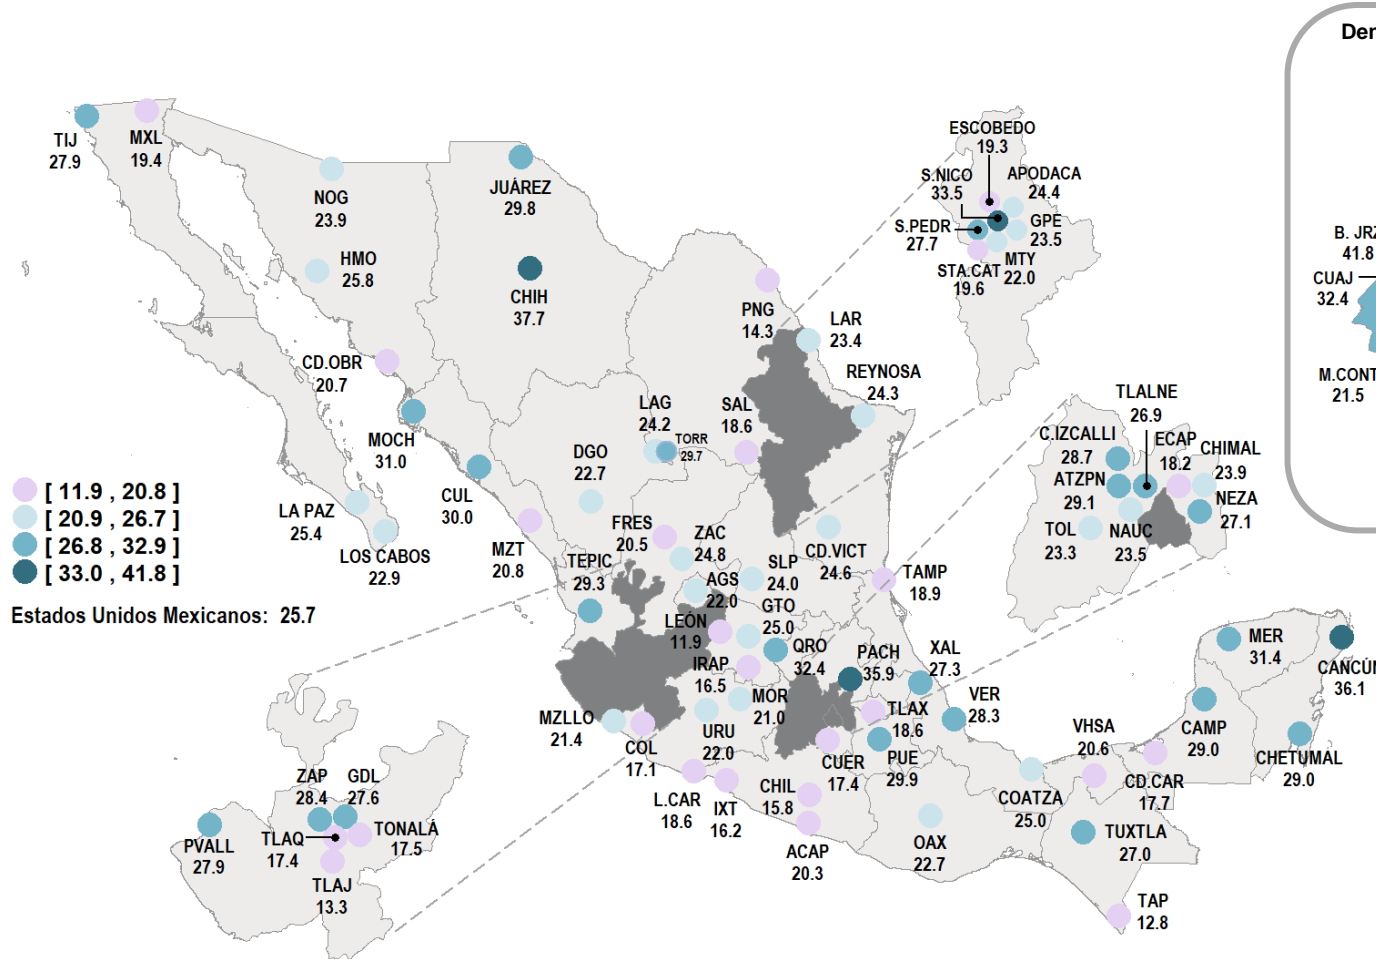 Den
ESCOBEDO
19.3
S.NICO
33.5
APODACA
24.4
S.PEDR
27.7
GPE
23.5
STA.CAT
19.6
MTY
22.0
TIJ
27.9
MXL
19.4
NOG
23.9
HMO
25.8
JUÁREZ
29.8
CHIH
37.7
B. JRZ
41.8
CUAJ
32.4
M.CONT
21.5
PNG
14.3
LAR
23.4
REYNOSA
24.3
CD.OBR
20.7
MOCH
31.0
CUL
30.0
LAG
24.2
TORR
29.7
SAL
18.6
DGO
22.7
TLALNE
26.9
C.IZCALLI
28.7
ECAP
18.2
CHIMAL
23.9
ATZPN
29.1
NEZA
27.1
TOL
23.3
NAUC
23.5
[ 11.9 , 20.8 ]
[ 20.9 , 26.7 ]
[ 26.8 , 32.9 ]
[ 33.0 , 41.8 ]
Estados Unidos Mexicanos: 25.7
LA PAZ
25.4
LOS CABOS
22.9
MZT
20.8
FRES
20.5
ZAC
24.8
CD.VICT
24.6
TEPIC
29.3
AGS
22.0
SLP
24.0
TAMP
18.9
GTO
25.0
LEÓN
11.9
IRAP
16.5
QRO
32.4
PACH
35.9
XAL
27.3
MER
31.4
CANCÚN
36.1
MZLLO
21.4
COL
17.1
URU
22.0
MOR
21.0
TLAX
18.6
VER
28.3
CUER
17.4
PUE
29.9
VHSA
20.6
CAMP
29.0
CHETUMAL
29.0
CD.CAR
17.7
L.CAR
18.6
IXT
16.2
CHIL
15.8
ACAP
20.3
OAX
22.7
COATZA
25.0
TUXTLA
27.0
TAP
12.8
ZAP
28.4
GDL
27.6
PVALL
27.9
TLAQ
17.4
TONALÁ
17.5
TLAJ
13.3